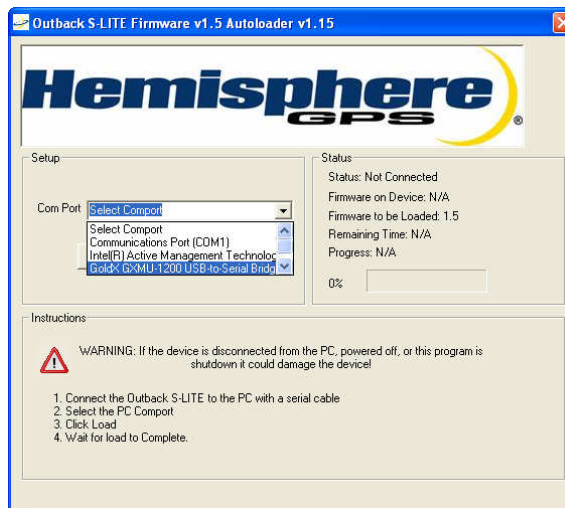 Outback S-LITE Firmware v1.5 Autoloader v1.15
Hemisphere
GPS
®
Setup
Com Port
Select Comport
Select Comport
Communications Port (COM1)
Intel(R) Active Management Technolog
GoldX GXMU-1200 USB-to-Serial Bridg
Status
Status: Not Connected
Firmware on Device: N/A
Firmware to be Loaded: 1.5
Remaining Time: N/A
Progress: N/A
0%
Instructions
WARNING: If the device is disconnected from the PC, powered off, or this program is
shutdown it could damage the device!
1. Connect the Outback S-LITE to the PC with a serial cable
2. Select the PC Comport
3. Click Load
4. Wait for load to Complete.